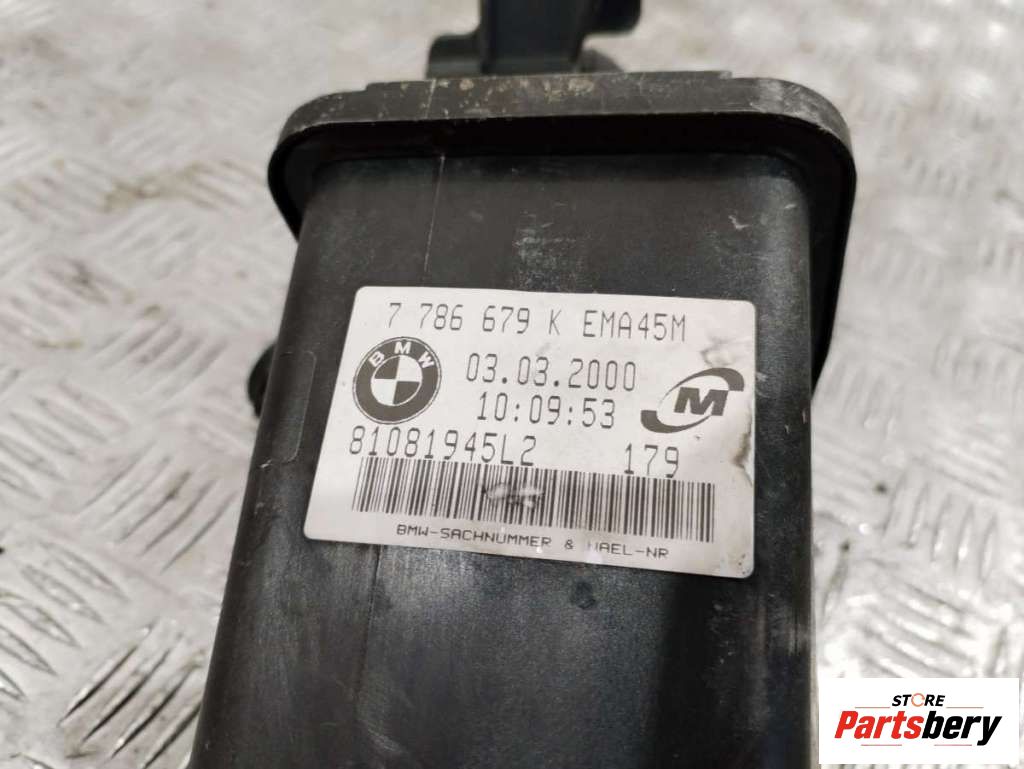 7 786 679 K EMA45M
BMW
03.03.2000
M
10:09:53
81081945L2 179
BMW-SACHNUMMER & NAEL-NR
STORE
Partsbery